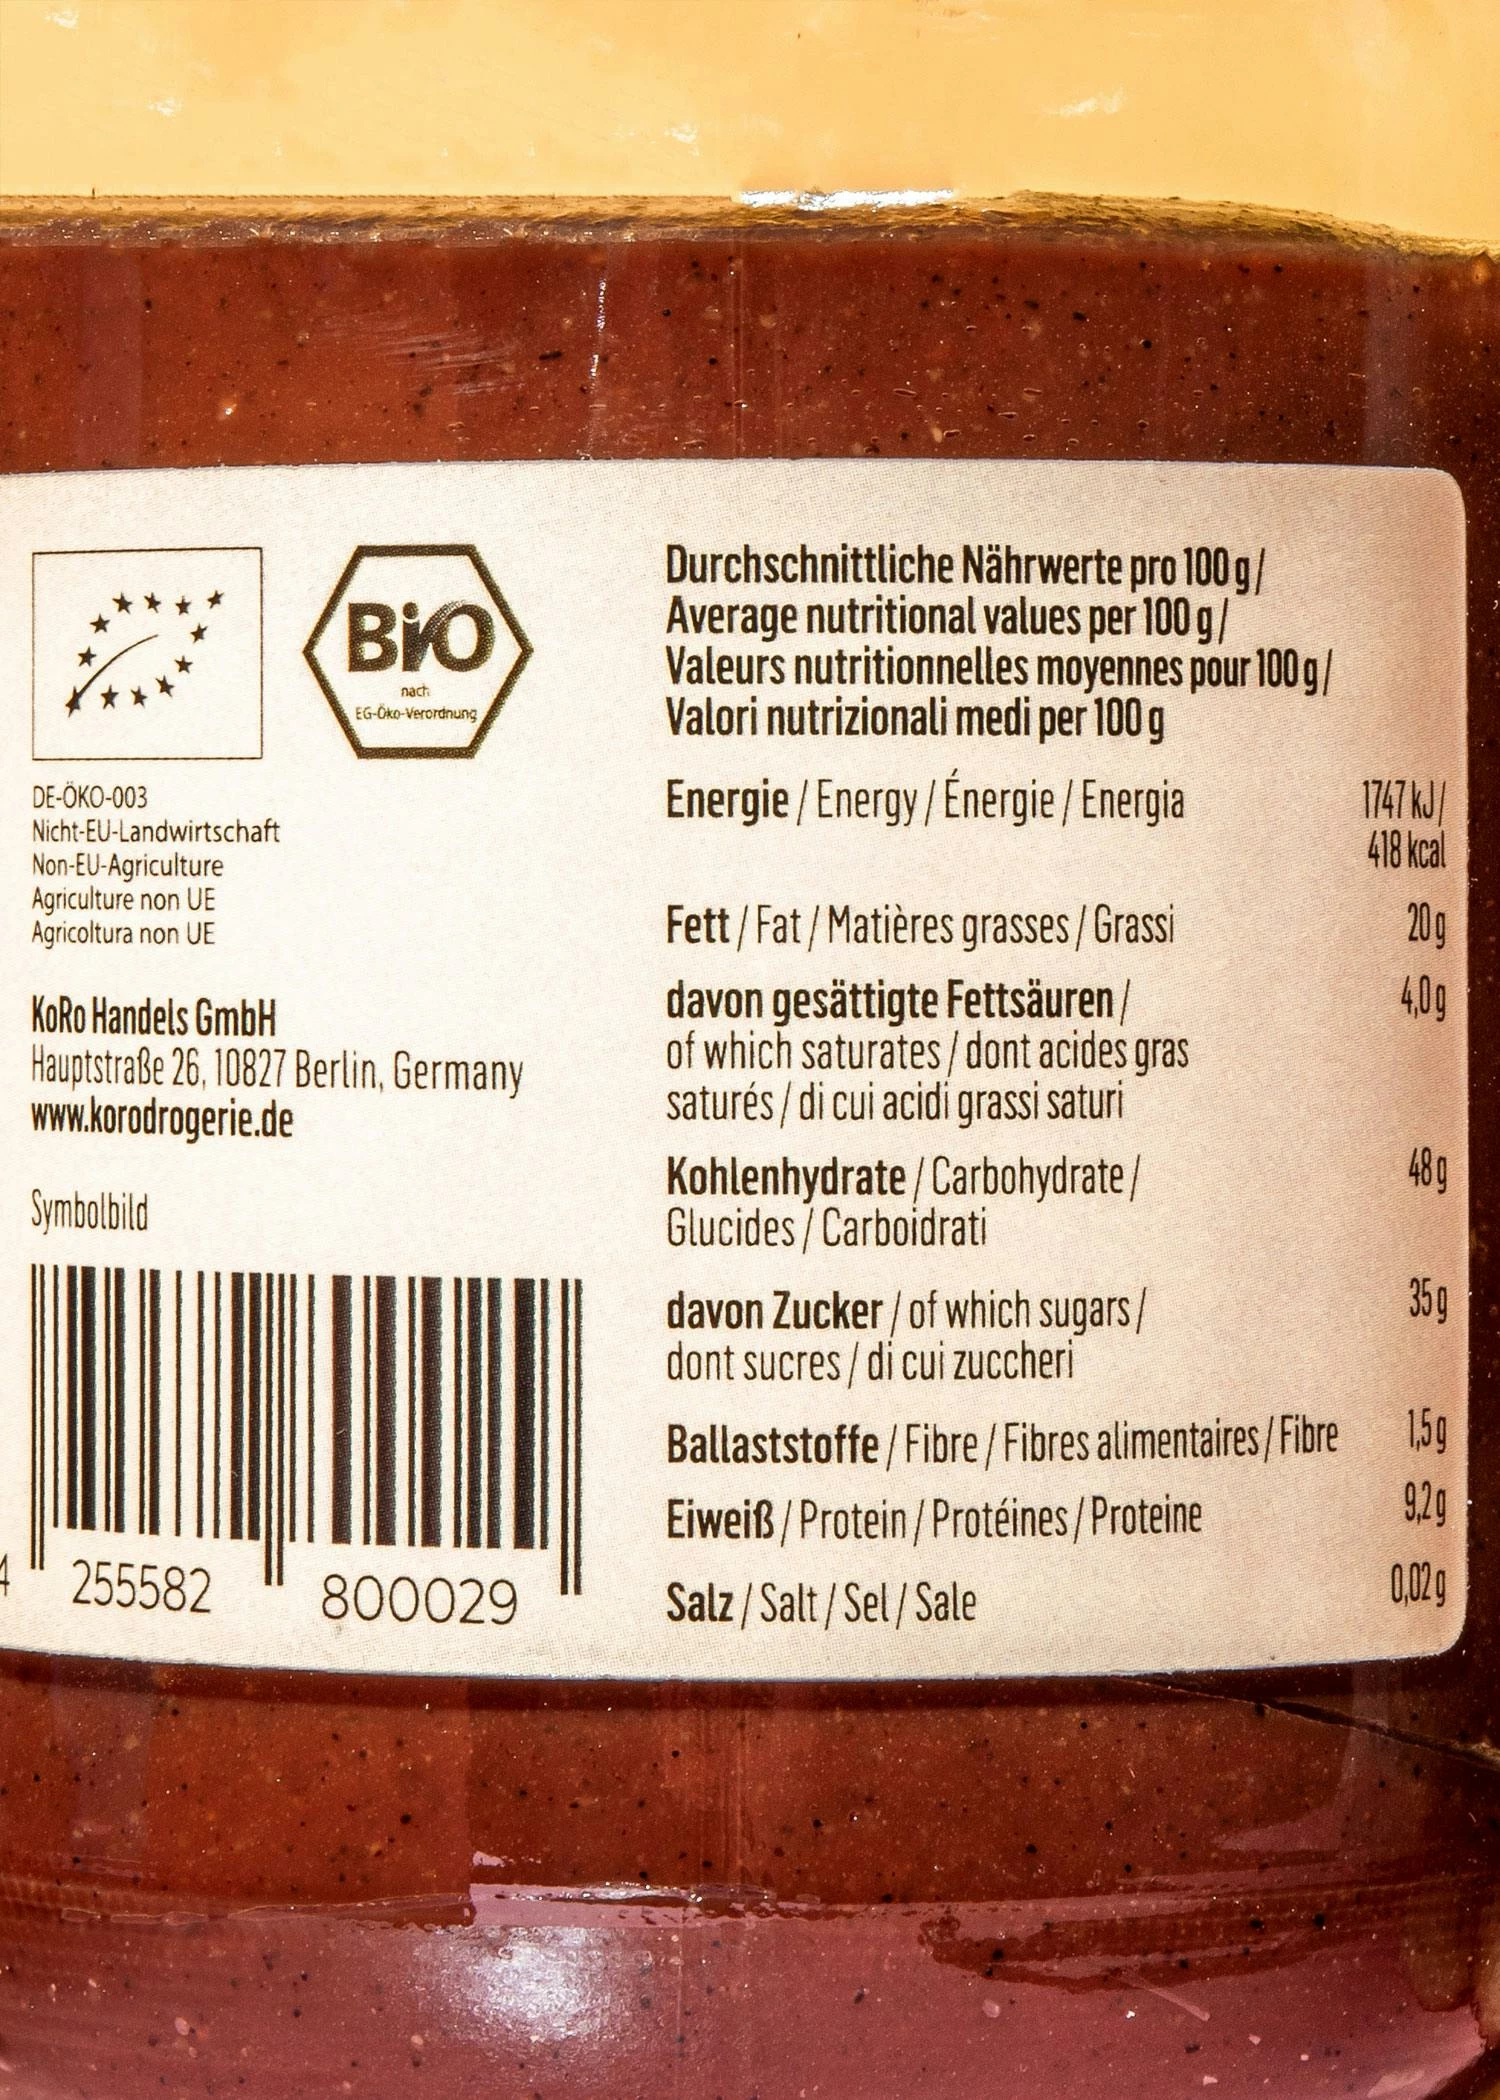 BiO
nach
EG-Öko-Verordnung
DE-ÖKO-003
Nicht-EU-Landwirtschaft
Non-EU-Agriculture
Agriculture non UE
Agricoltura non UE
KoRo Handels GmbH
Hauptstraße 26, 10827 Berlin, Germany
www.korodrogerie.de
Symbolbild
4 255582 800029
Durchschnittliche Nährwerte pro 100 g /
Average nutritional values per 100 g /
Valeurs nutritionnelles moyennes pour 100 g /
Valori nutrizionali medi per 100 g
Energie / Energy / Énergie / Energia 1747 kJ /
418 kcal
Fett / Fat / Matières grasses / Grassi 20 g
davon gesättigte Fettsäuren / 4,0 g
of which saturates / dont acides gras
saturés / di cui acidi grassi saturi
Kohlenhydrate / Carbohydrate / 48 g
Glucides / Carboidrati
davon Zucker / of which sugars / 35 g
dont sucres / di cui zuccheri
Ballaststoffe / Fibre / Fibres alimentaires / Fibre 1,5 g
Eiweiß / Protein / Protéines / Proteine 9,2 g
Salz / Salt / Sel / Sale 0,02 g